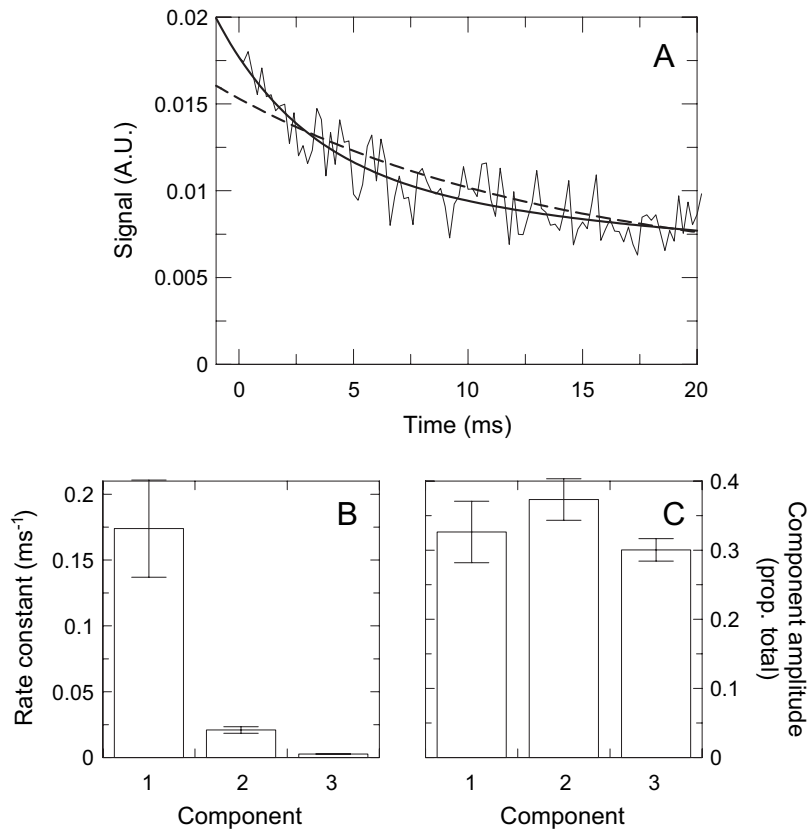 A
Signal (A.U.)
0.02
0.015
0.01
0.005
0
0 5 10 15 20
Time (ms)
B
Rate constant (ms⁻¹)
0.2
0.15
0.1
0.05
0
1 2 3
Component
C
0.4
0.3
0.2
0.1
0
Component amplitude
(prop. total)
1 2 3
Component